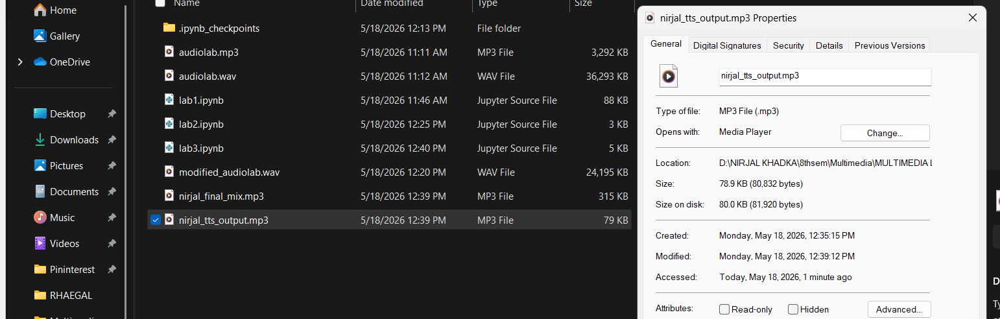 Home
Gallery
OneDrive
Desktop
Downloads
Pictures
Documents
Music
Videos
Pininterest
RHAEGAL
Name Date modified Type Size
.ipynb_checkpoints 5/18/2026 12:13 PM File folder
audiolab.mp3 5/18/2026 11:11 AM MP3 File 3,292 KB
audiolab.wav 5/18/2026 11:12 AM WAV File 36,293 KB
lab1.ipynb 5/18/2026 11:46 AM Jupyter Source File 88 KB
lab2.ipynb 5/18/2026 12:25 PM Jupyter Source File 3 KB
lab3.ipynb 5/18/2026 12:40 PM Jupyter Source File 5 KB
modified_audiolab.wav 5/18/2026 12:20 PM WAV File 24,195 KB
nirjal_final_mix.mp3 5/18/2026 12:39 PM MP3 File 315 KB
nirjal_tts_output.mp3 5/18/2026 12:39 PM MP3 File 79 KB
nirjal_tts_output.mp3 Properties
General Digital Signatures Security Details Previous Versions
nirjal_tts_output.mp3
Type of file: MP3 File (.mp3)
Opens with: Media Player Change...
Location: D:\NIRJAL KHADKA\8thsem\Multimedia\MULTIMEDIA L
Size: 78.9 KB (80,832 bytes)
Size on disk: 80.0 KB (81,920 bytes)
Created: Monday, May 18, 2026, 12:35:15 PM
Modified: Monday, May 18, 2026, 12:39:12 PM
Accessed: Today, May 18, 2026, 1 minute ago
Attributes: Read-only Hidden Advanced...